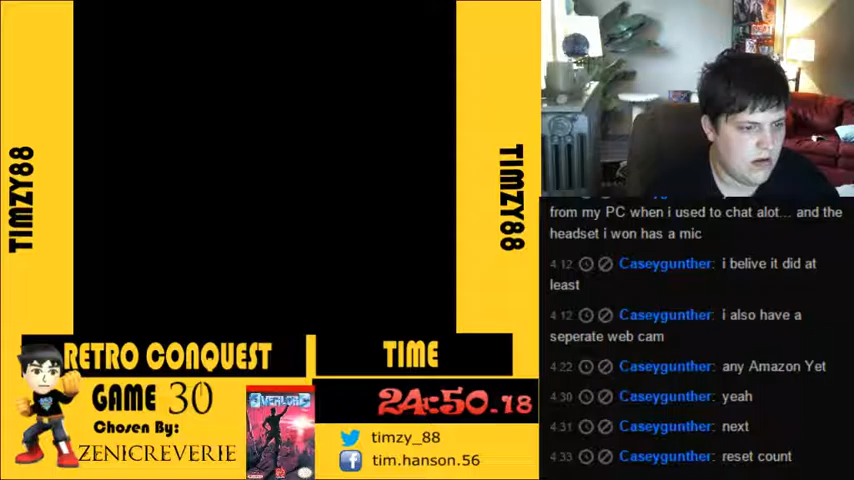 TIMZY88
TIMZY88
RETRO CONQUEST
GAME 30
Chosen By:
ZENICREVERIE
OVERLORD
TIME
24:50.18
timzy_88
tim.hanson.56
from my PC when i used to chat alot... and the
headset i won has a mic
4:12 Caseygunther: i belive it did at
least
4:12 Caseygunther: i also have a
seperate web cam
4:22 Caseygunther: any Amazon Yet
4:30 Caseygunther: yeah
4:31 Caseygunther: next
4:33 Caseygunther: reset count